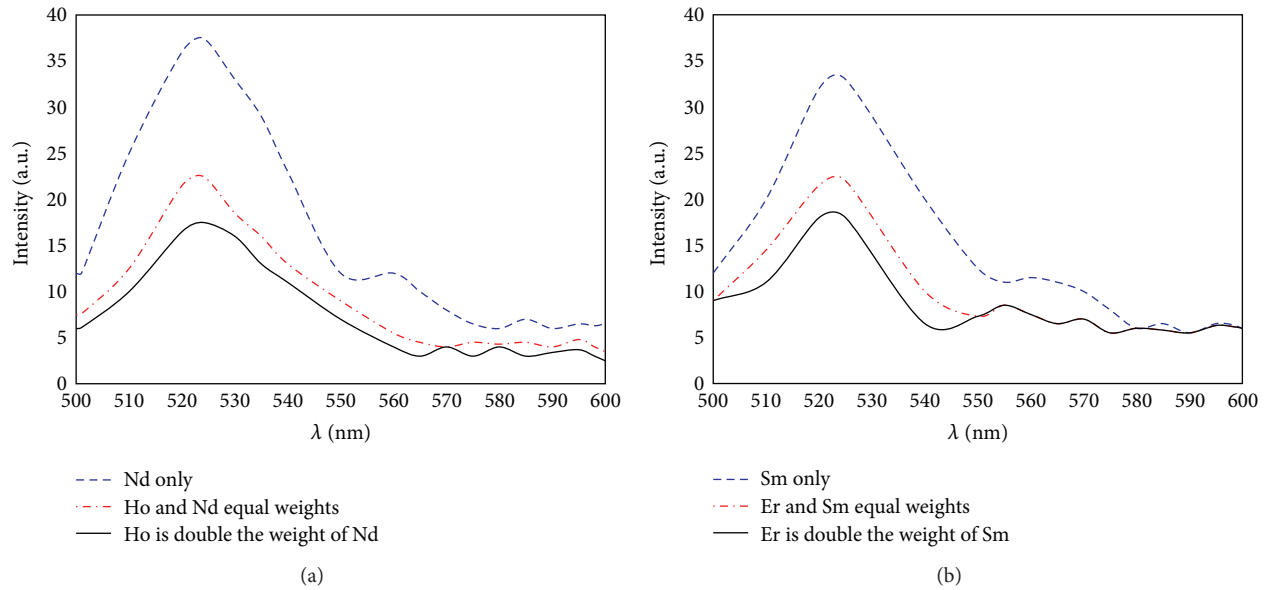 40
35
30
25
20
15
10
5
0
Intensity (a.u.)
500 510 520 530 540 550 560 570 580 590 600
λ (nm)
Nd only
Ho and Nd equal weights
Ho is double the weight of Nd
(a)
40
35
30
25
20
15
10
5
0
Intensity (a.u.)
500 510 520 530 540 550 560 570 580 590 600
λ (nm)
Sm only
Er and Sm equal weights
Er is double the weight of Sm
(b)